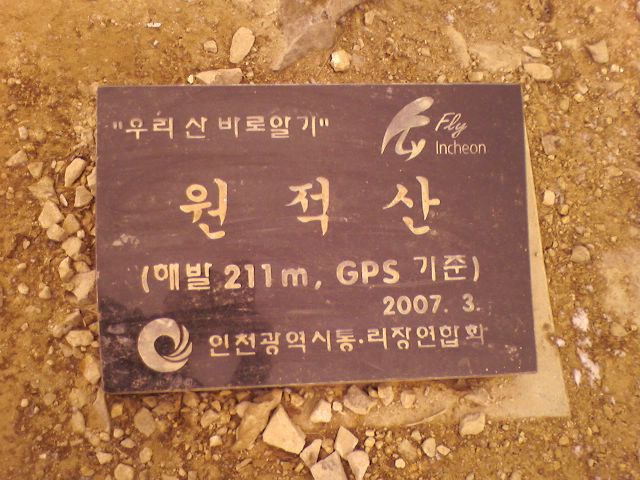 "우리 산 바로알기"
Fly
Incheon
원적산
(해발 211m, GPS 기준)
2007. 3.
인천광역시통·리장연합회